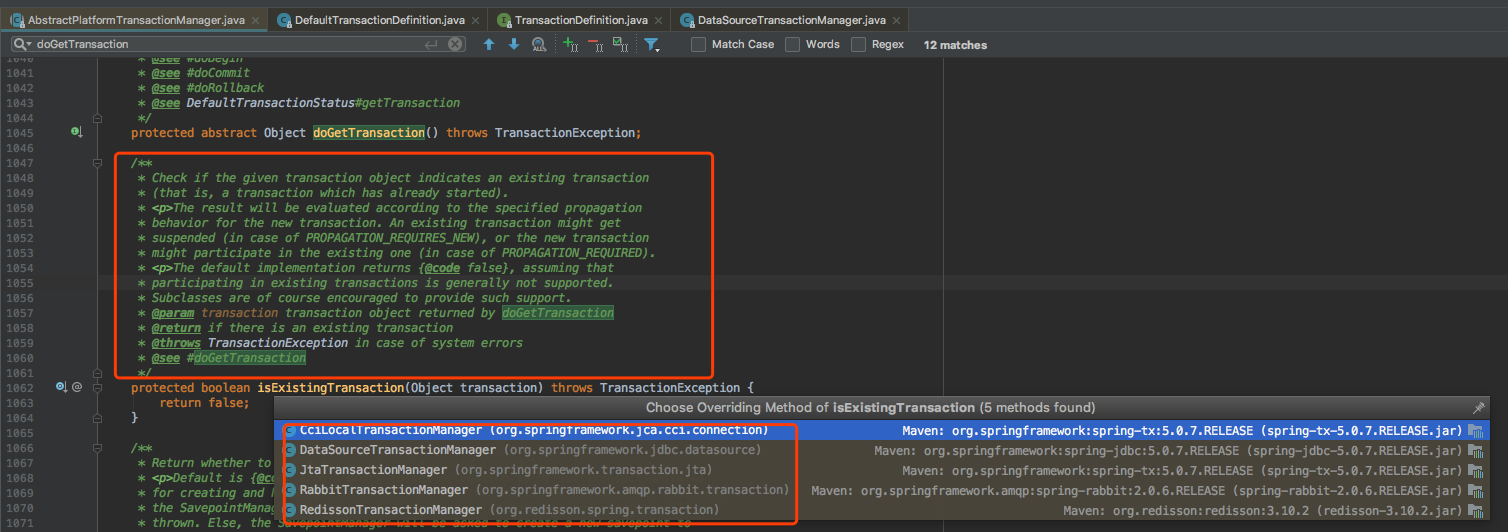 AbstractPlatformTransactionManager.java × DefaultTransactionDefinition.java × TransactionDefinition.java × DataSourceTransactionManager.java ×
doGetTransaction Match Case Words Regex 12 matches
1040 * @see #doBegin
1041 * @see #doCommit
1042 * @see #doRollback
1043 * @see DefaultTransactionStatus#getTransaction
1044 */
1045 protected abstract Object doGetTransaction() throws TransactionException;
1046
1047 /**
1048 * Check if the given transaction object indicates an existing transaction
1049 * (that is, a transaction which has already started).
1050 * <p>The result will be evaluated according to the specified propagation
1051 * behavior for the new transaction. An existing transaction might get
1052 * suspended (in case of PROPAGATION_REQUIRES_NEW), or the new transaction
1053 * might participate in the existing one (in case of PROPAGATION_REQUIRED).
1054 * <p>The default implementation returns {@code false}, assuming that
1055 * participating in existing transactions is generally not supported.
1056 * Subclasses are of course encouraged to provide such support.
1057 * @param transaction transaction object returned by doGetTransaction
1058 * @return if there is an existing transaction
1059 * @throws TransactionException in case of system errors
1060 * @see #doGetTransaction
1061 */
1062 @ protected boolean isExistingTransaction(Object transaction) throws TransactionException {
1063 return false;
1064 }
1065
1066 /**
1067 * Return whether to
1068 * <p>Default is {@c
1069 * for creating and h
1070 * the SavepointManag
1071 * thrown. Else, the SavepointManager will be asked to create a new savepoint to
Choose Overriding Method of isExistingTransaction (5 methods found)
CciLocalTransactionManager (org.springframework.jca.cci.connection) Maven: org.springframework:spring-tx:5.0.7.RELEASE (spring-tx-5.0.7.RELEASE.jar)
DataSourceTransactionManager (org.springframework.jdbc.datasource) Maven: org.springframework:spring-jdbc:5.0.7.RELEASE (spring-jdbc-5.0.7.RELEASE.jar)
JtaTransactionManager (org.springframework.transaction.jta) Maven: org.springframework:spring-tx:5.0.7.RELEASE (spring-tx-5.0.7.RELEASE.jar)
RabbitTransactionManager (org.springframework.amqp.rabbit.transaction) Maven: org.springframework.amqp:spring-rabbit:2.0.6.RELEASE (spring-rabbit-2.0.6.RELEASE.jar)
RedissonTransactionManager (org.redisson.spring.transaction) Maven: org.redisson:redisson:3.10.2 (redisson-3.10.2.jar)